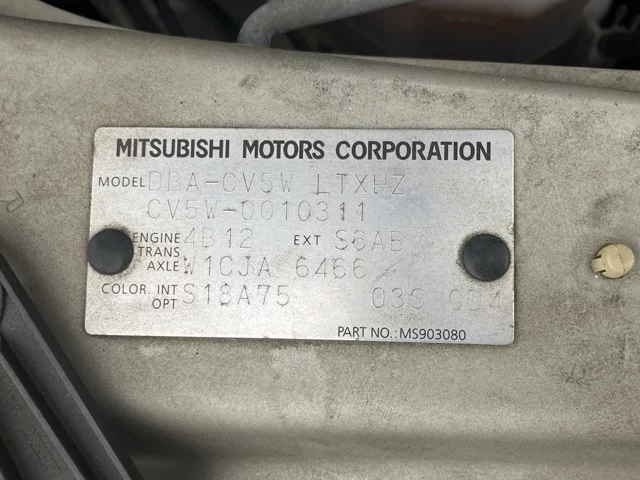 MITSUBISHI MOTORS CORPORATION
MODEL DBA-CV5W LTXHZ
CV5W-0010311
ENGINE 4B12 EXT S6AB
TRANS AXLE W1CJA 6466
COLOR. INT OPT S18A75 03S 0D4
PART NO.:MS903080